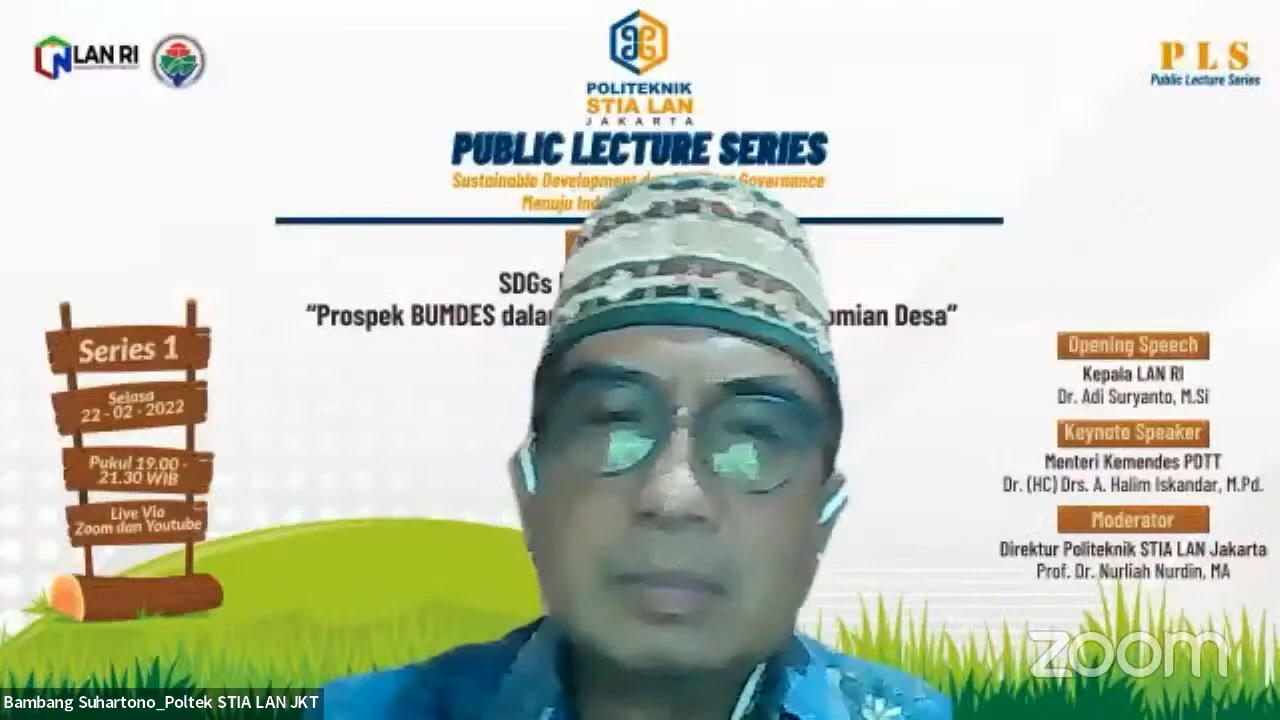 LAN RI
POLITEKNIK
STIA LAN
JAKARTA
PLS
Public Lecture Series
PUBLIC LECTURE SERIES
Sustainable Development Governance
Menuju
SDGs
“Prospek BUMDES Desa”
Series 1
Selasa
22 - 02 - 2022
Pukul 19.00 -
21.30 WIB
Live Via
Zoom dan Youtube
Opening Speech
Kepala LAN RI
Dr. Adi Suryanto, M.Si
Keynote Speaker
Menteri Kemendes PDTT
Dr. (HC) Drs. A. Halim Iskandar, M.Pd.
Moderator
Direktur Politeknik STIA LAN Jakarta
Prof. Dr. Nurliah Nurdin, MA
zoom
Bambang Suhartono_Poltek STIA LAN JKT